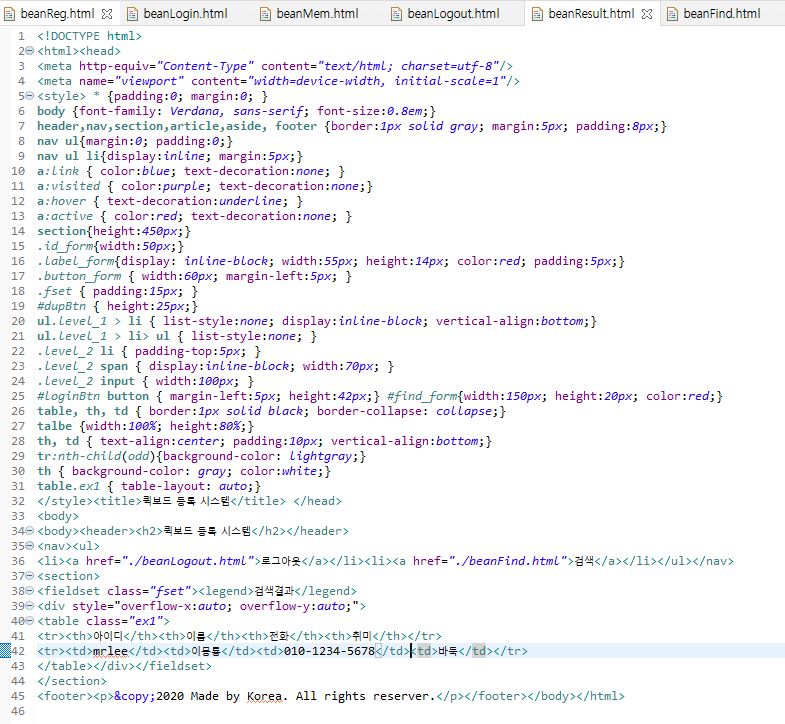 beanReg.html beanLogin.html beanMem.html beanLogout.html beanResult.html beanFind.html
1 <!DOCTYPE html>
2 <html><head>
3 <meta http-equiv="Content-Type" content="text/html; charset=utf-8"/>
4 <meta name="viewport" content="width=device-width, initial-scale=1"/>
5 <style> * {padding:0; margin:0; }
6 body {font-family: Verdana, sans-serif; font-size:0.8em;}
7 header,nav,section,article,aside, footer {border:1px solid gray; margin:5px; padding:8px;}
8 nav ul{margin:0; padding:0;}
9 nav ul li{display:inline; margin:5px;}
10 a:link { color:blue; text-decoration:none; }
11 a:visited { color:purple; text-decoration:none;}
12 a:hover { text-decoration:underline; }
13 a:active { color:red; text-decoration:none; }
14 section{height:450px;}
15 .id_form{width:50px;}
16 .label_form{display: inline-block; width:55px; height:14px; color:red; padding:5px;}
17 .button_form { width:60px; margin-left:5px; }
18 .fset { padding:15px; }
19 #dupBtn { height:25px;}
20 ul.level_1 > li { list-style:none; display:inline-block; vertical-align:bottom;}
21 ul.level_1 > li> ul { list-style:none; }
22 .level_2 li { padding-top:5px; }
23 .level_2 span { display:inline-block; width:70px; }
24 .level_2 input { width:100px; }
25 #loginBtn button { margin-left:5px; height:42px;} #find_form{width:150px; height:20px; color:red;}
26 table, th, td { border:1px solid black; border-collapse: collapse;}
27 talbe {width:100%; height:80%;}
28 th, td { text-align:center; padding:10px; vertical-align:bottom;}
29 tr:nth-child(odd){background-color: lightgray;}
30 th { background-color: gray; color:white;}
31 table.ex1 { table-layout: auto;}
32 </style><title>퀵보드 등록 시스템</title> </head>
33 <body>
34 <body><header><h2>퀵보드 등록 시스템</h2></header>
35 <nav><ul>
36 <li><a href="./beanLogout.html">로그아웃</a></li><li><a href="./beanFind.html">검색</a></li></ul></nav>
37 <section>
38 <fieldset class="fset"><legend>검색결과</legend>
39 <div style="overflow-x:auto; overflow-y:auto;">
40 <table class="ex1">
41 <tr><th>아이디</th><th>이름</th><th>전화</th><th>취미</th></tr>
42 <tr><td>mrlee</td><td>이몽룡</td><td>010-1234-5678</td><td>바둑</td></tr>
43 </table></div></fieldset>
44 </section>
45 <footer><p>&copy;2020 Made by Korea. All rights reserver.</p></footer></body></html>
46